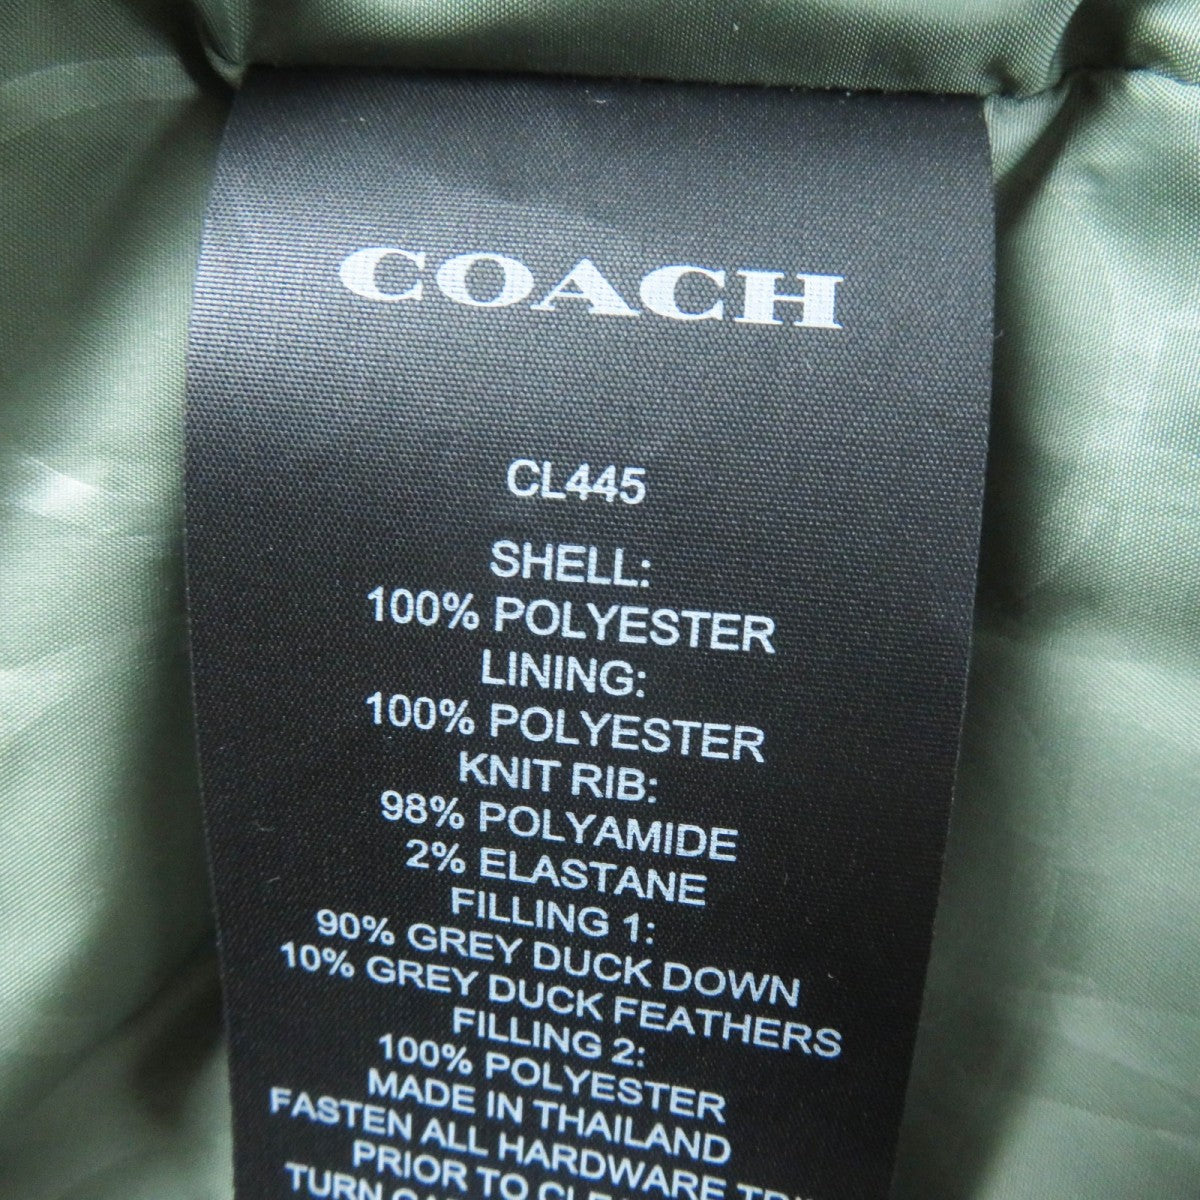 COACH
CL445
SHELL:
100% POLYESTER
LINING:
100% POLYESTER
KNIT RIB:
98% POLYAMIDE
2% ELASTANE
FILLING 1:
90% GREY DUCK DOWN
10% GREY DUCK FEATHERS
FILLING 2:
100% POLYESTER
MADE IN THAILAND
FASTEN ALL HARDWARE
PRIOR TO
TURN